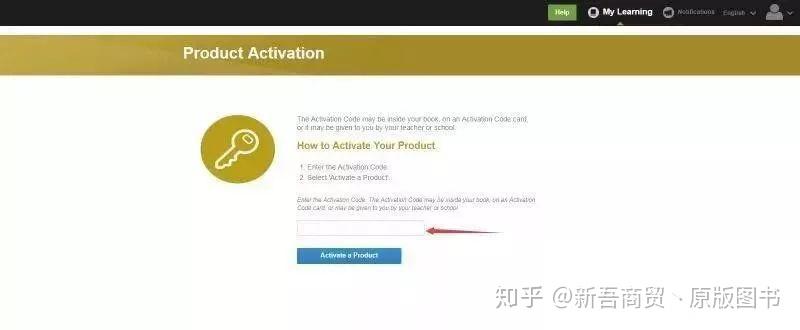 Help My Learning Notifications English
Product Activation
The Activation Code may be inside your book, on an Activation Code card,
or it may be given to you by your teacher or school.
How to Activate Your Product
1. Enter the Activation Code.
2. Select 'Activate a Product'.
Enter the Activation Code. The Activation Code may be inside your book, on an Activation
Code card, or may be given to you by your teacher or school
Activate a Product
知乎 @新吾商贸丶原版图书